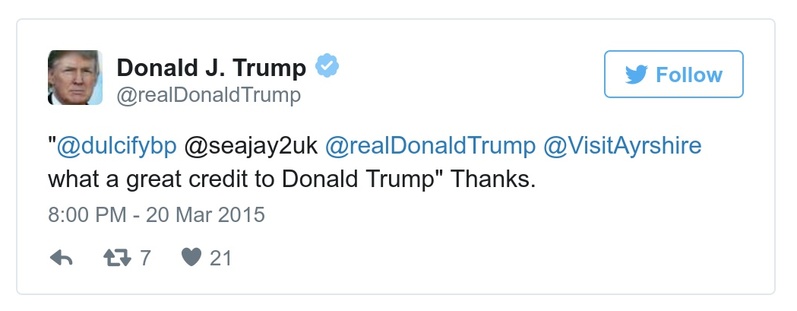 Donald J. Trump
Follow
@realDonaldTrump
"@dulcifybp @seajay2uk @realDonaldTrump @VisitAyrshire
what a great credit to Donald Trump" Thanks.
8:00 PM - 20 Mar 2015
7 21